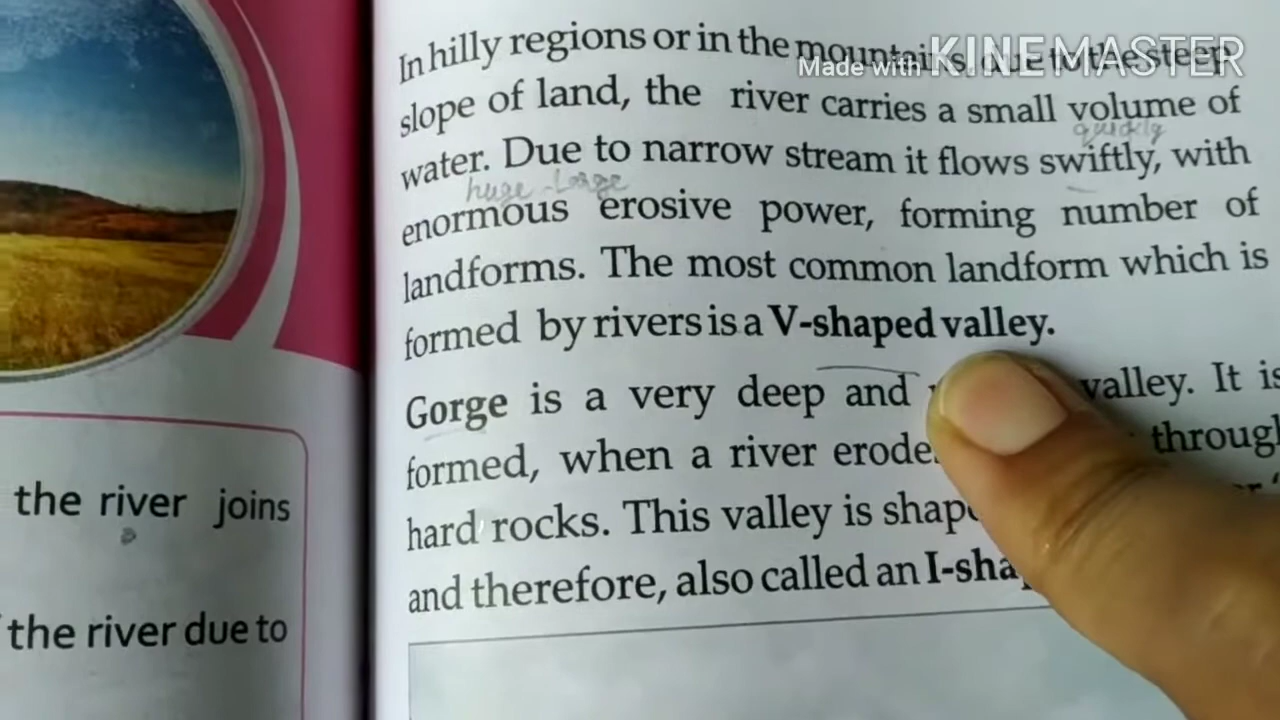 In hilly regions or in the mountains, due to the steep
Made with KINEMASTER
slope of land, the river carries a small volume of
quickly
water. Due to narrow stream it flows swiftly, with
huge Large
enormous erosive power, forming number of
landforms. The most common landform which is
formed by rivers is a V-shaped valley.
Gorge is a very deep and valley. It is
formed, when a river through
hard rocks. This valley is
and therefore, also called an
the river joins
the river due to